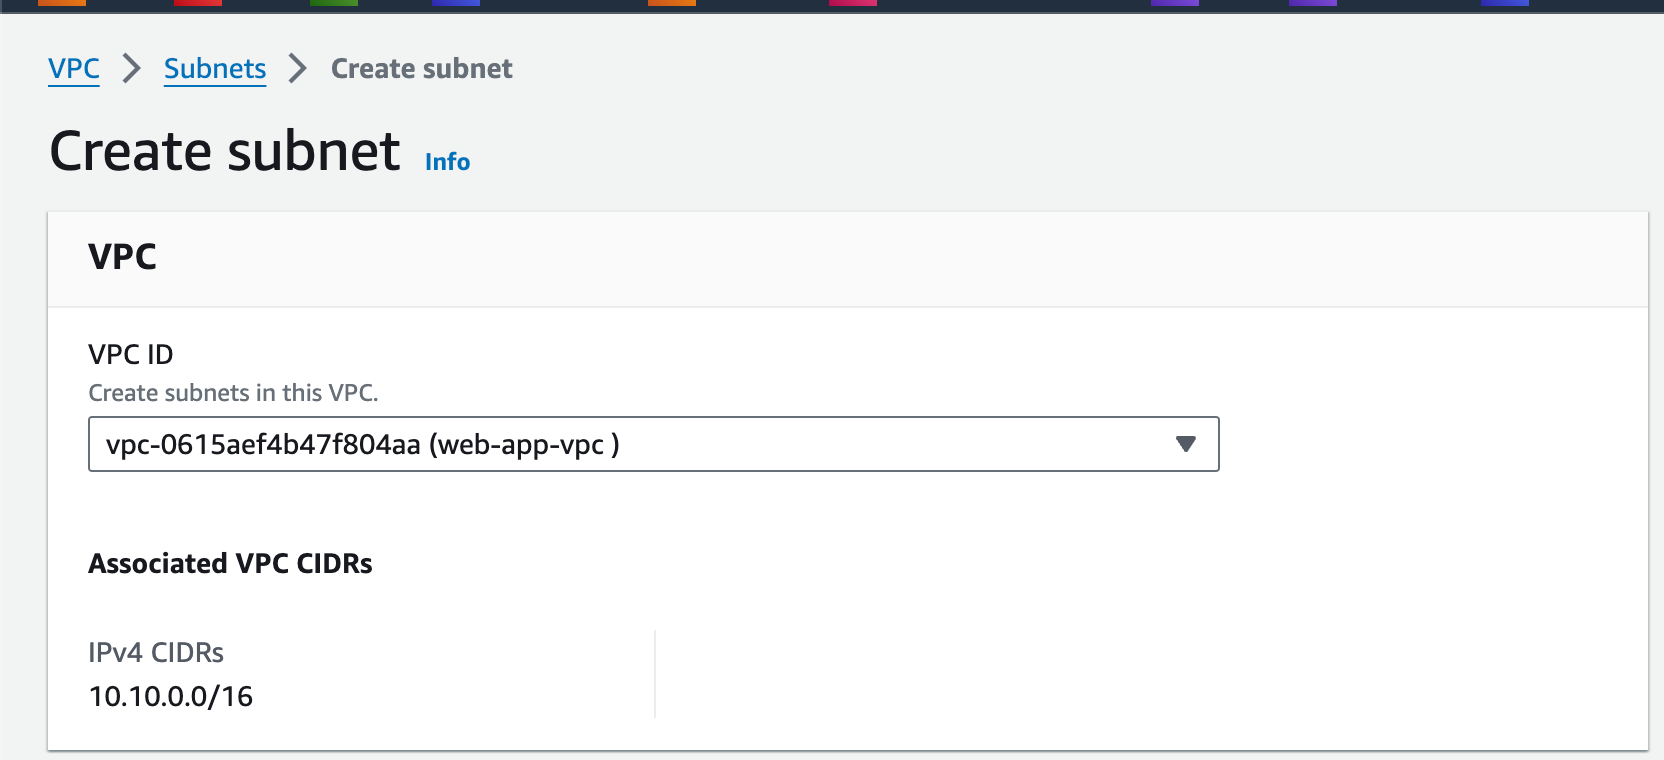 VPC > Subnets > Create subnet
Create subnet Info
VPC
VPC ID
Create subnets in this VPC.
vpc-0615aef4b47f804aa (web-app-vpc )
Associated VPC CIDRs
IPv4 CIDRs
10.10.0.0/16